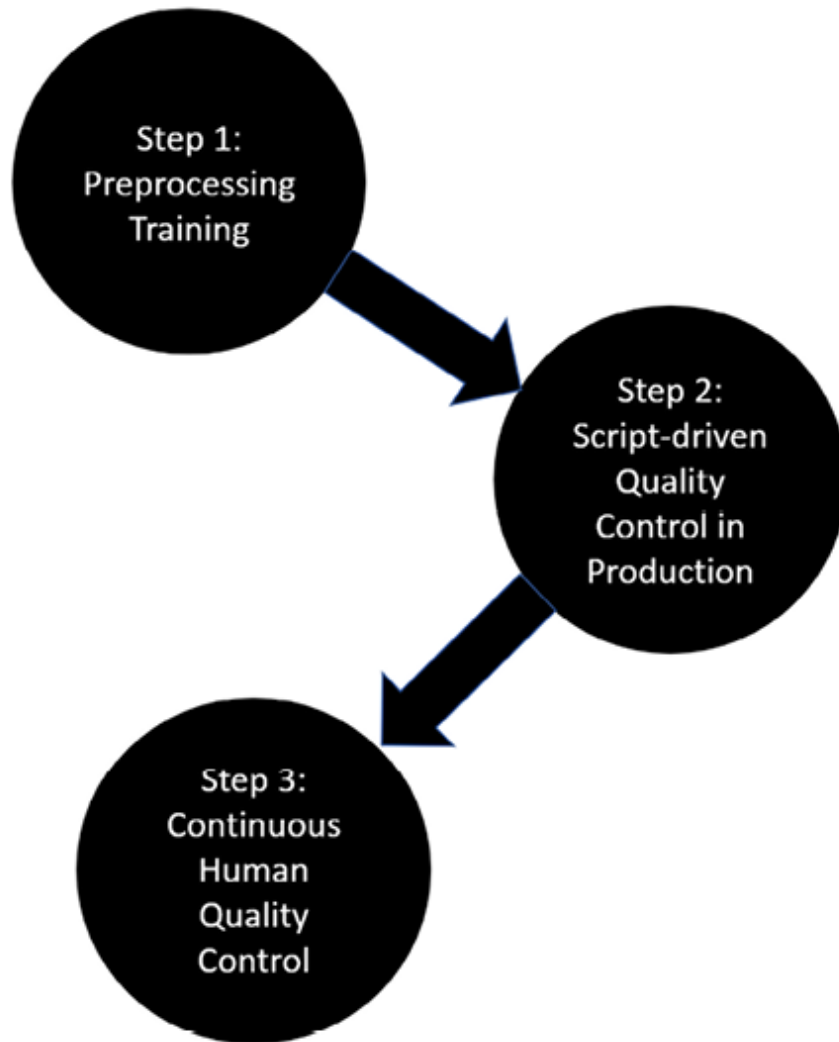 Step 1:
Preprocessing
Training
Step 2:
Script-driven
Quality
Control in
Production
Step 3:
Continuous
Human
Quality
Control